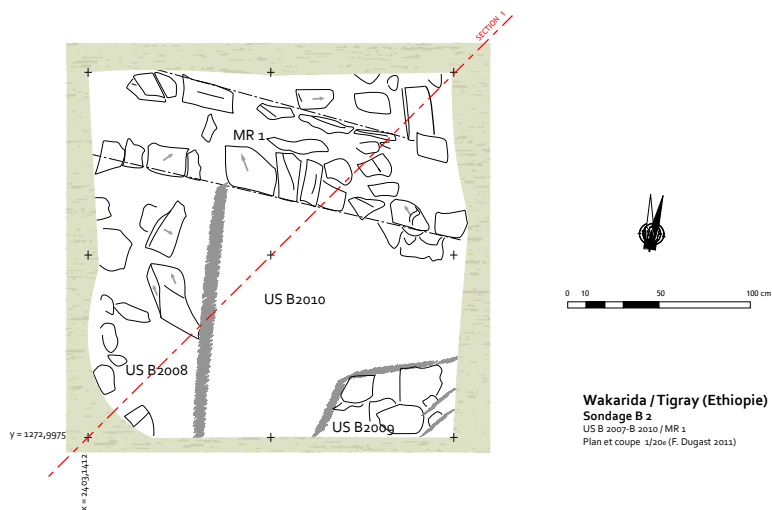 SECTION 1
MR 1
US B2010
US B2008
US B2009
y = 1272,9975
x = 2403,1412
0 10 50 100 cm
Wakarida / Tigray (Ethiopie)
Sondage B 2
US B 2007-B 2010 / MR 1
Plan et coupe 1/20e (F. Dugast 2011)